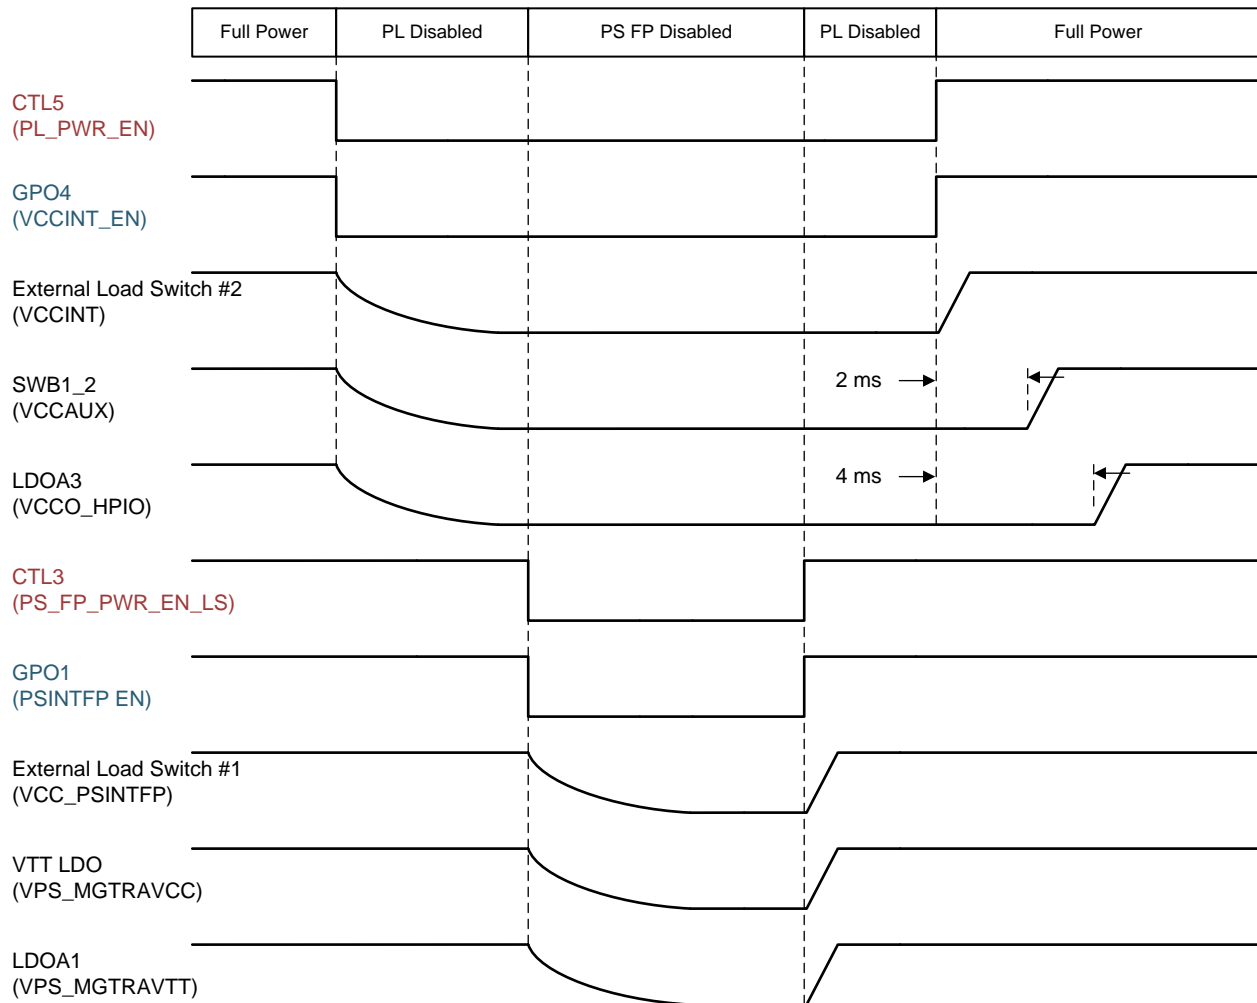 Full Power
PL Disabled
PS FP Disabled
PL Disabled
Full Power
CTL5
(PL_PWR_EN)
GPO4
(VCCINT_EN)
External Load Switch #2
(VCCINT)
SWB1_2
(VCCAUX)
2 ms
LDOA3
(VCCO_HPIO)
4 ms
CTL3
(PS_FP_PWR_EN_LS)
GPO1
(PSINTFP EN)
External Load Switch #1
(VCC_PSINTFP)
VTT LDO
(VPS_MGTRAVCC)
LDOA1
(VPS_MGTRAVTT)